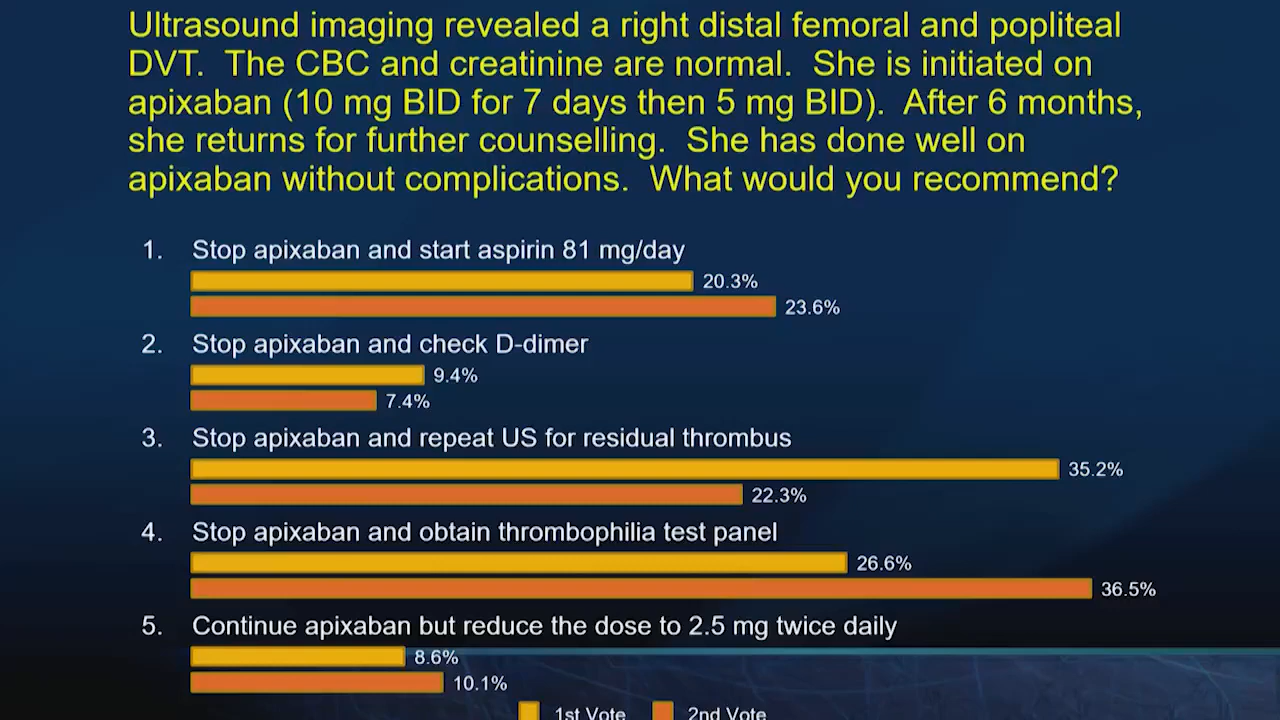 Ultrasound imaging revealed a right distal femoral and popliteal
DVT. The CBC and creatinine are normal. She is initiated on
apixaban (10 mg BID for 7 days then 5 mg BID). After 6 months,
she returns for further counselling. She has done well on
apixaban without complications. What would you recommend?
1. Stop apixaban and start aspirin 81 mg/day
20.3%
23.6%
2. Stop apixaban and check D-dimer
9.4%
7.4%
3. Stop apixaban and repeat US for residual thrombus
35.2%
22.3%
4. Stop apixaban and obtain thrombophilia test panel
26.6%
36.5%
5. Continue apixaban but reduce the dose to 2.5 mg twice daily
8.6%
10.1%
1st Vote 2nd Vote